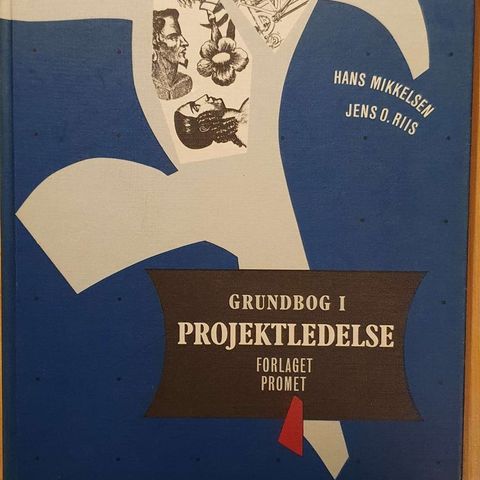 HANS MIKKELSEN
JENS O. RIIS
GRUNDBOG I
PROJEKTLEDELSE
FORLAGET
PROMET